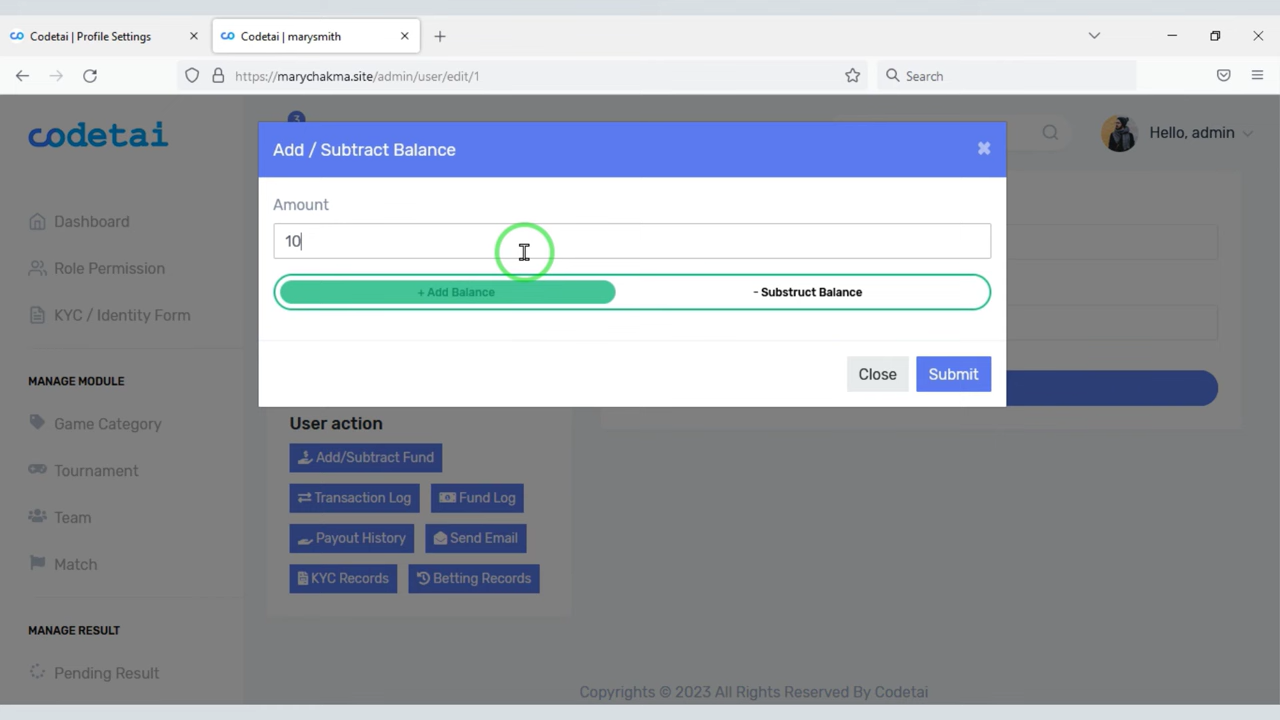 Codetai | Profile Settings
Codetai | marysmith
https://marychakma.site/admin/user/edit/1
Search
codetai
3
Hello, admin
Add / Subtract Balance
Amount
10
+ Add Balance
- Substruct Balance
Close
Submit
Dashboard
Role Permission
KYC / Identity Form
MANAGE MODULE
Game Category
Tournament
Team
Match
MANAGE RESULT
Pending Result
User action
Add/Subtract Fund
Transaction Log
Fund Log
Payout History
Send Email
KYC Records
Betting Records
Copyrights © 2023 All Rights Reserved By Codetai